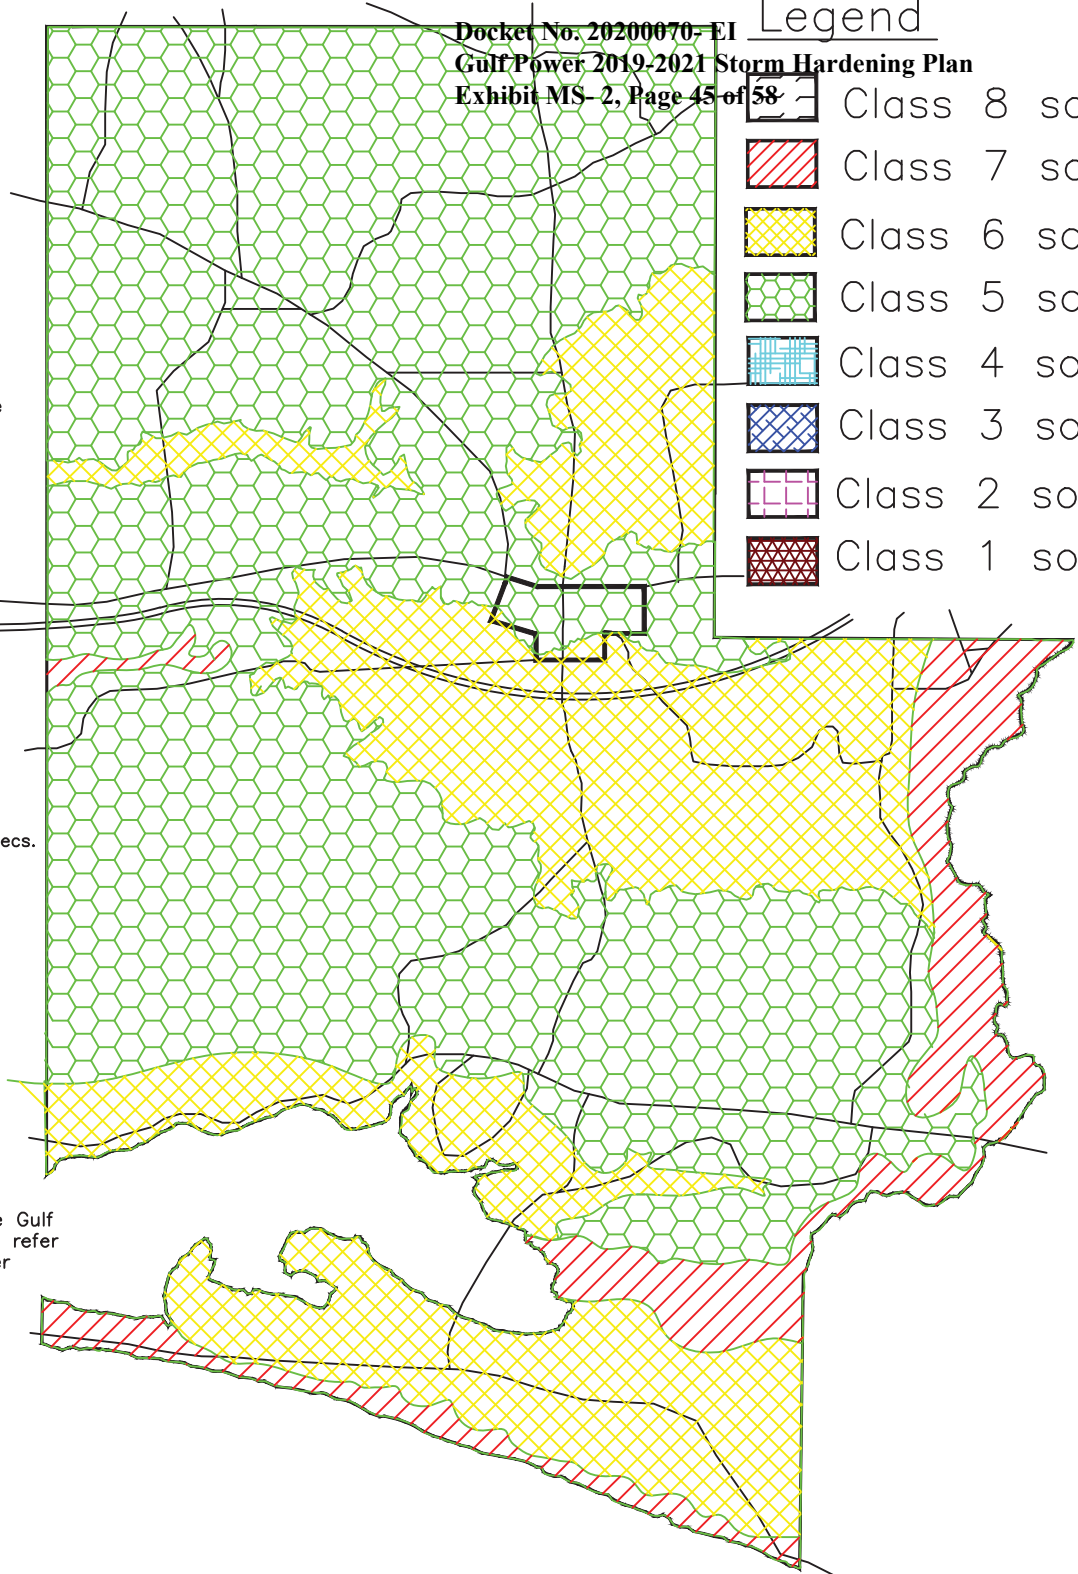 Docket No. 20200070- EI
Gulf Power 2019-2021 Storm Hardening Plan
Exhibit MS- 2, Page 45 of 58
Legend
Class 8 so
Class 7 so
Class 6 so
Class 5 so
Class 4 so
Class 3 so
Class 2 so
Class 1 so
ecs.
e Gulf
refer
er